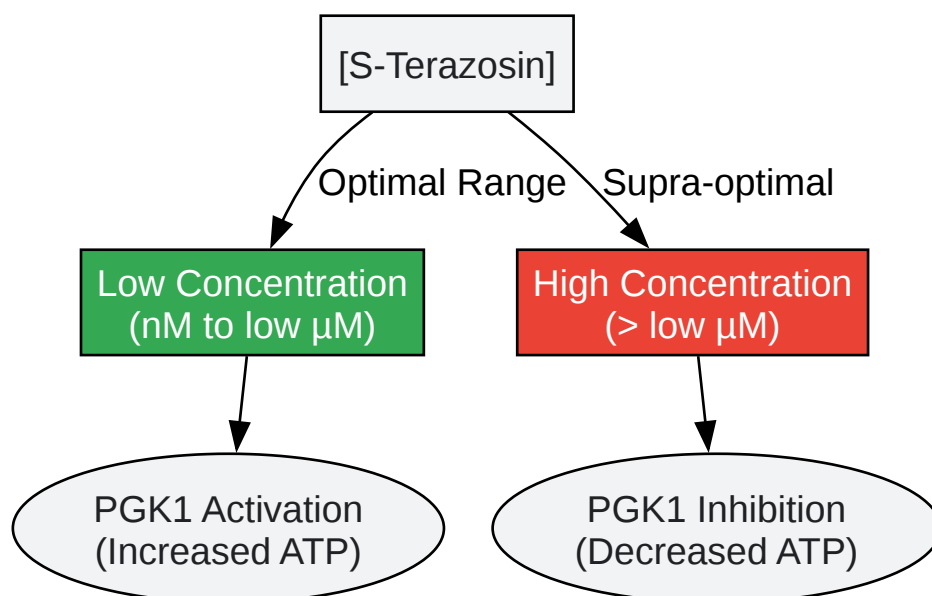 [S-Terazosin]
Optimal Range
Supra-optimal
Low Concentration
(nM to low µM)
High Concentration
(> low µM)
PGK1 Activation
(Increased ATP)
PGK1 Inhibition
(Decreased ATP)